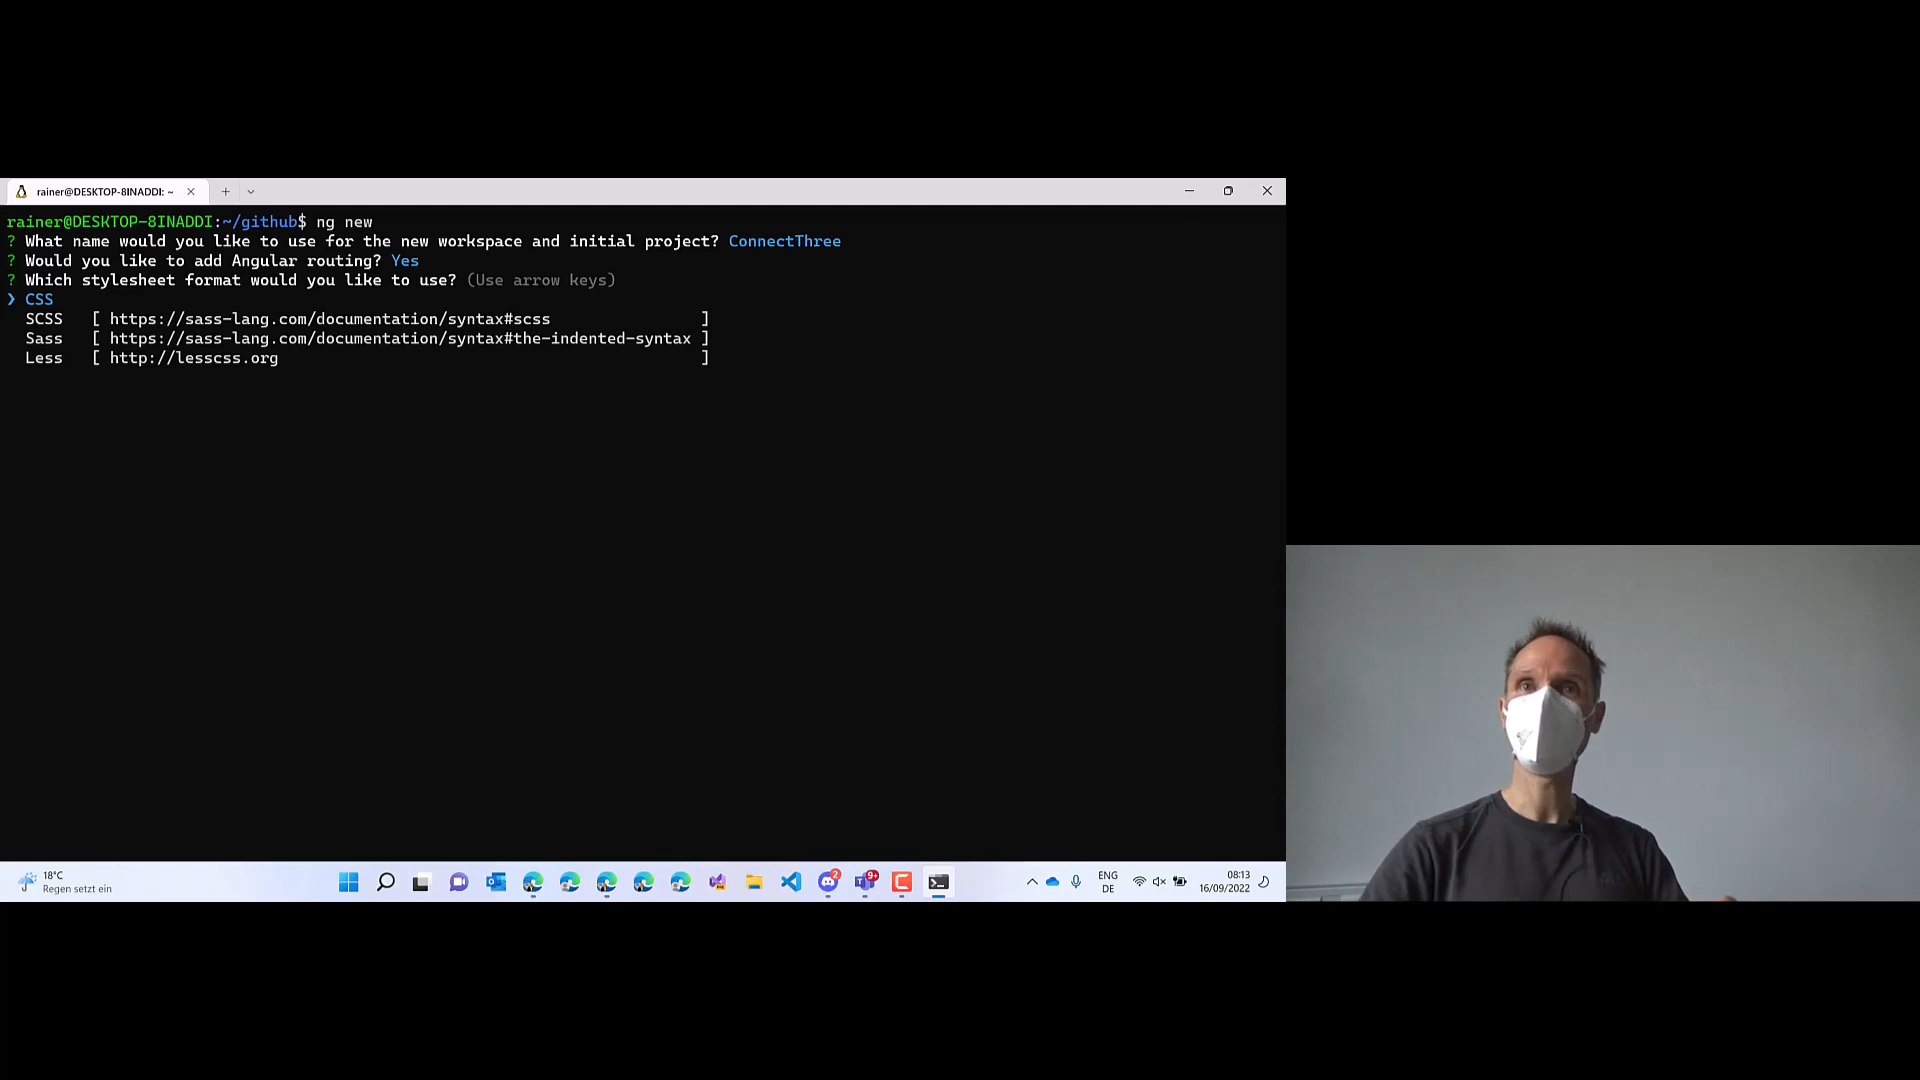 rainer@DESKTOP-8INADDI: ~
rainer@DESKTOP-8INADDI:~/github$ ng new
? What name would you like to use for the new workspace and initial project? ConnectThree
? Would you like to add Angular routing? Yes
? Which stylesheet format would you like to use? (Use arrow keys)
❯ CSS
SCSS [ https://sass-lang.com/documentation/syntax#scss ]
Sass [ https://sass-lang.com/documentation/syntax#the-indented-syntax ]
Less [ http://lesscss.org ]
18°C
Regen setzt ein
2
9+
ENG
DE
08:13
16/09/2022